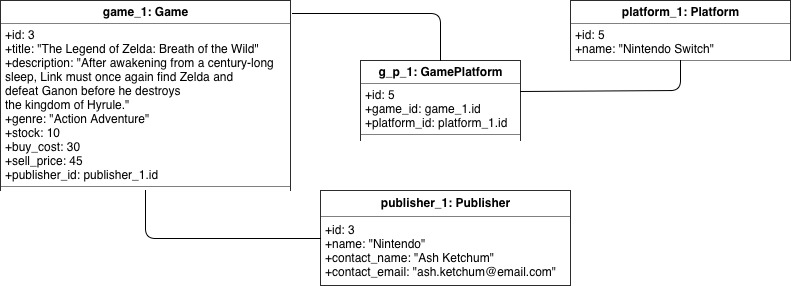 game_1: Game
+id: 3
+title: "The Legend of Zelda: Breath of the Wild"
+description: "After awakening from a century-long
sleep, Link must once again find Zelda and
defeat Ganon before he destroys
the kingdom of Hyrule."
+genre: "Action Adventure"
+stock: 10
+buy_cost: 30
+sell_price: 45
+publisher_id: publisher_1.id
g_p_1: GamePlatform
+id: 5
+game_id: game_1.id
+platform_id: platform_1.id
platform_1: Platform
+id: 5
+name: "Nintendo Switch"
publisher_1: Publisher
+id: 3
+name: "Nintendo"
+contact_name: "Ash Ketchum"
+contact_email: "ash.ketchum@email.com"